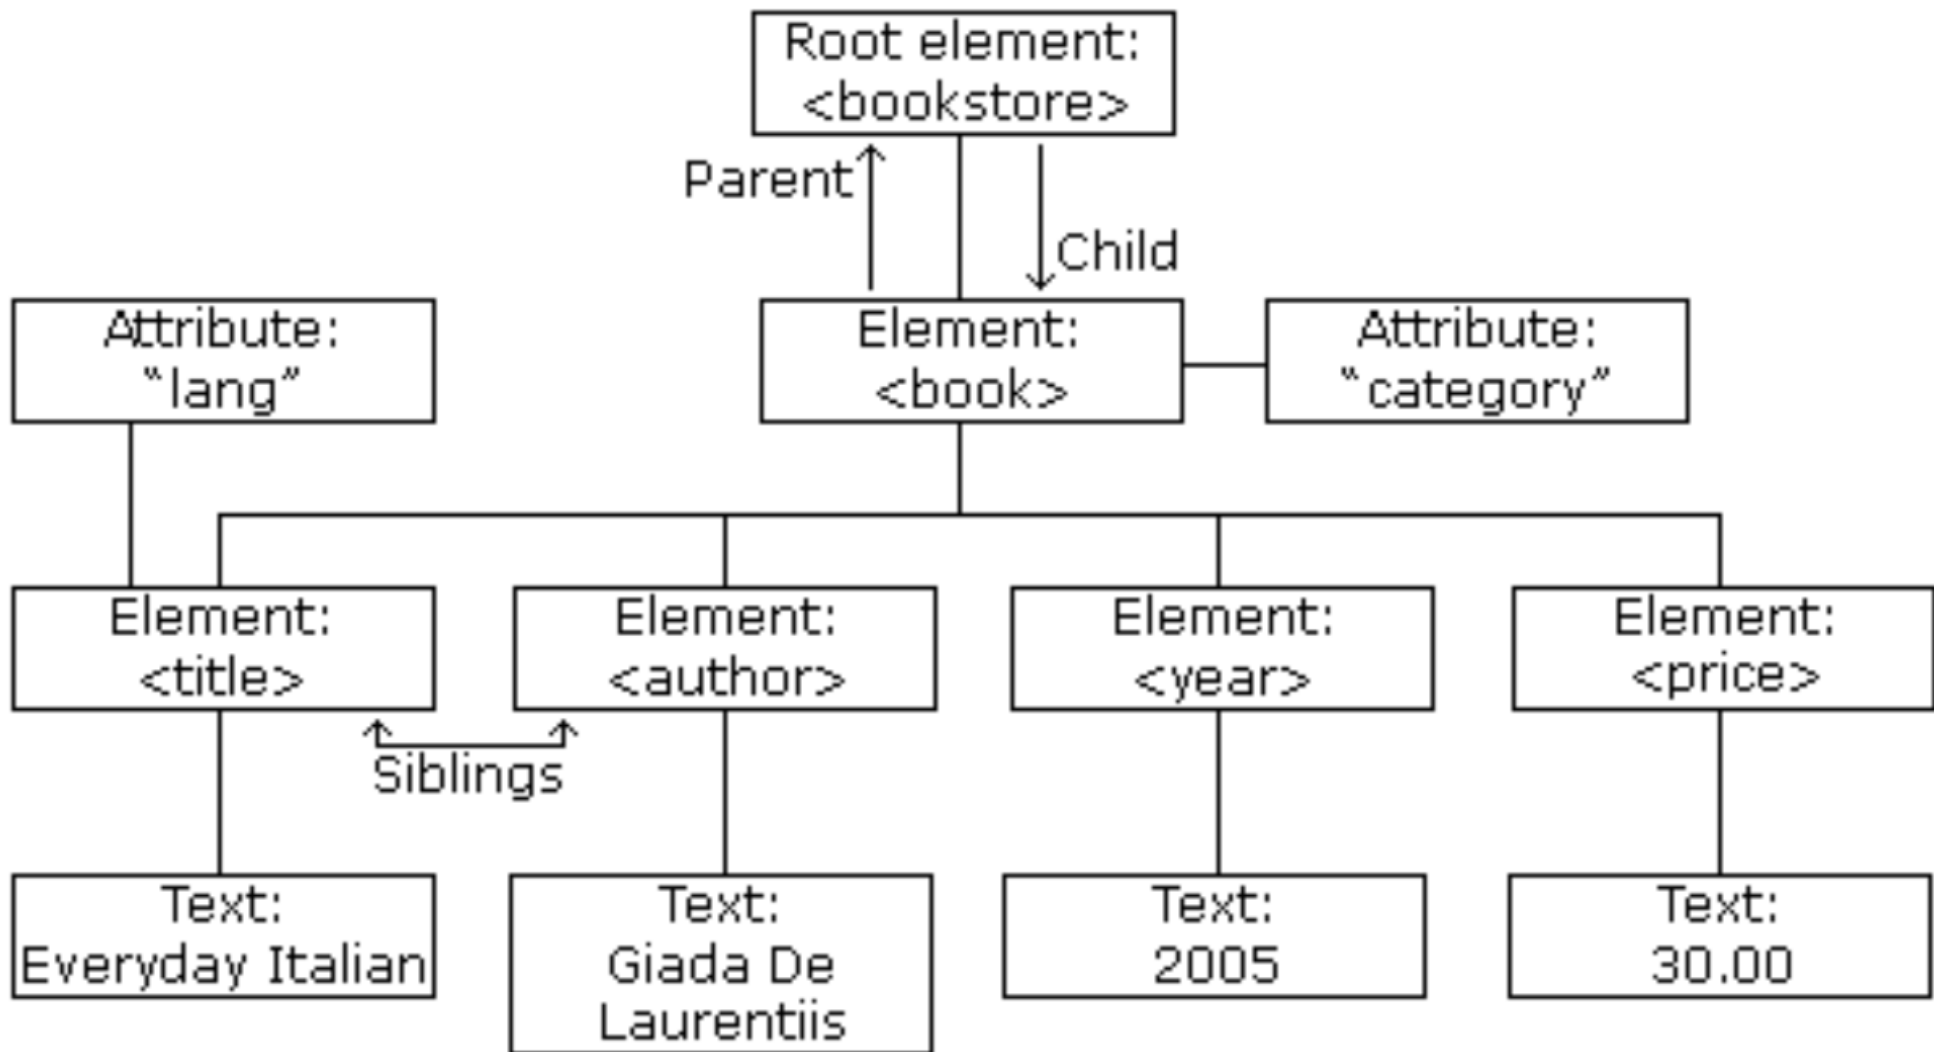 Root element:
<bookstore>
Parent
Child
Attribute:
“lang”
Element:
<book>
Attribute:
“category”
Element:
<title>
Element:
<author>
Element:
<year>
Element:
<price>
Siblings
Text:
Everyday Italian
Text:
Giada De
Laurentiis
Text:
2005
Text:
30.00